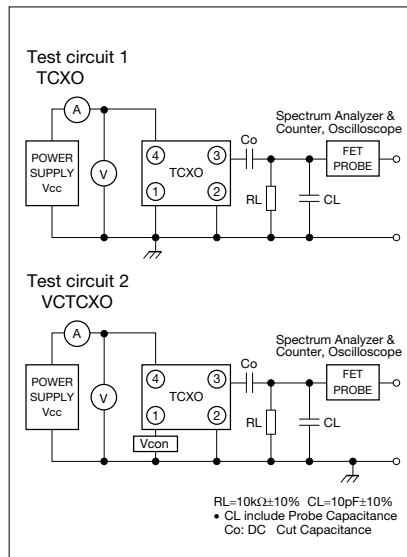 Test circuit 1
TCXO
A
Spectrum Analyzer &
Counter, Oscilloscope
Co
POWER
SUPPLY
Vcc
V
4
3
TCXO
1
2
RL
CL
FET
PROBE
Test circuit 2
VCTCXO
A
Spectrum Analyzer &
Counter, Oscilloscope
Co
POWER
SUPPLY
Vcc
V
4
3
TCXO
1
2
Vcon
RL
CL
FET
PROBE
RL=10kΩ±10% CL=10pF±10%
• CL include Probe Capacitance
Co: DC Cut Capacitance